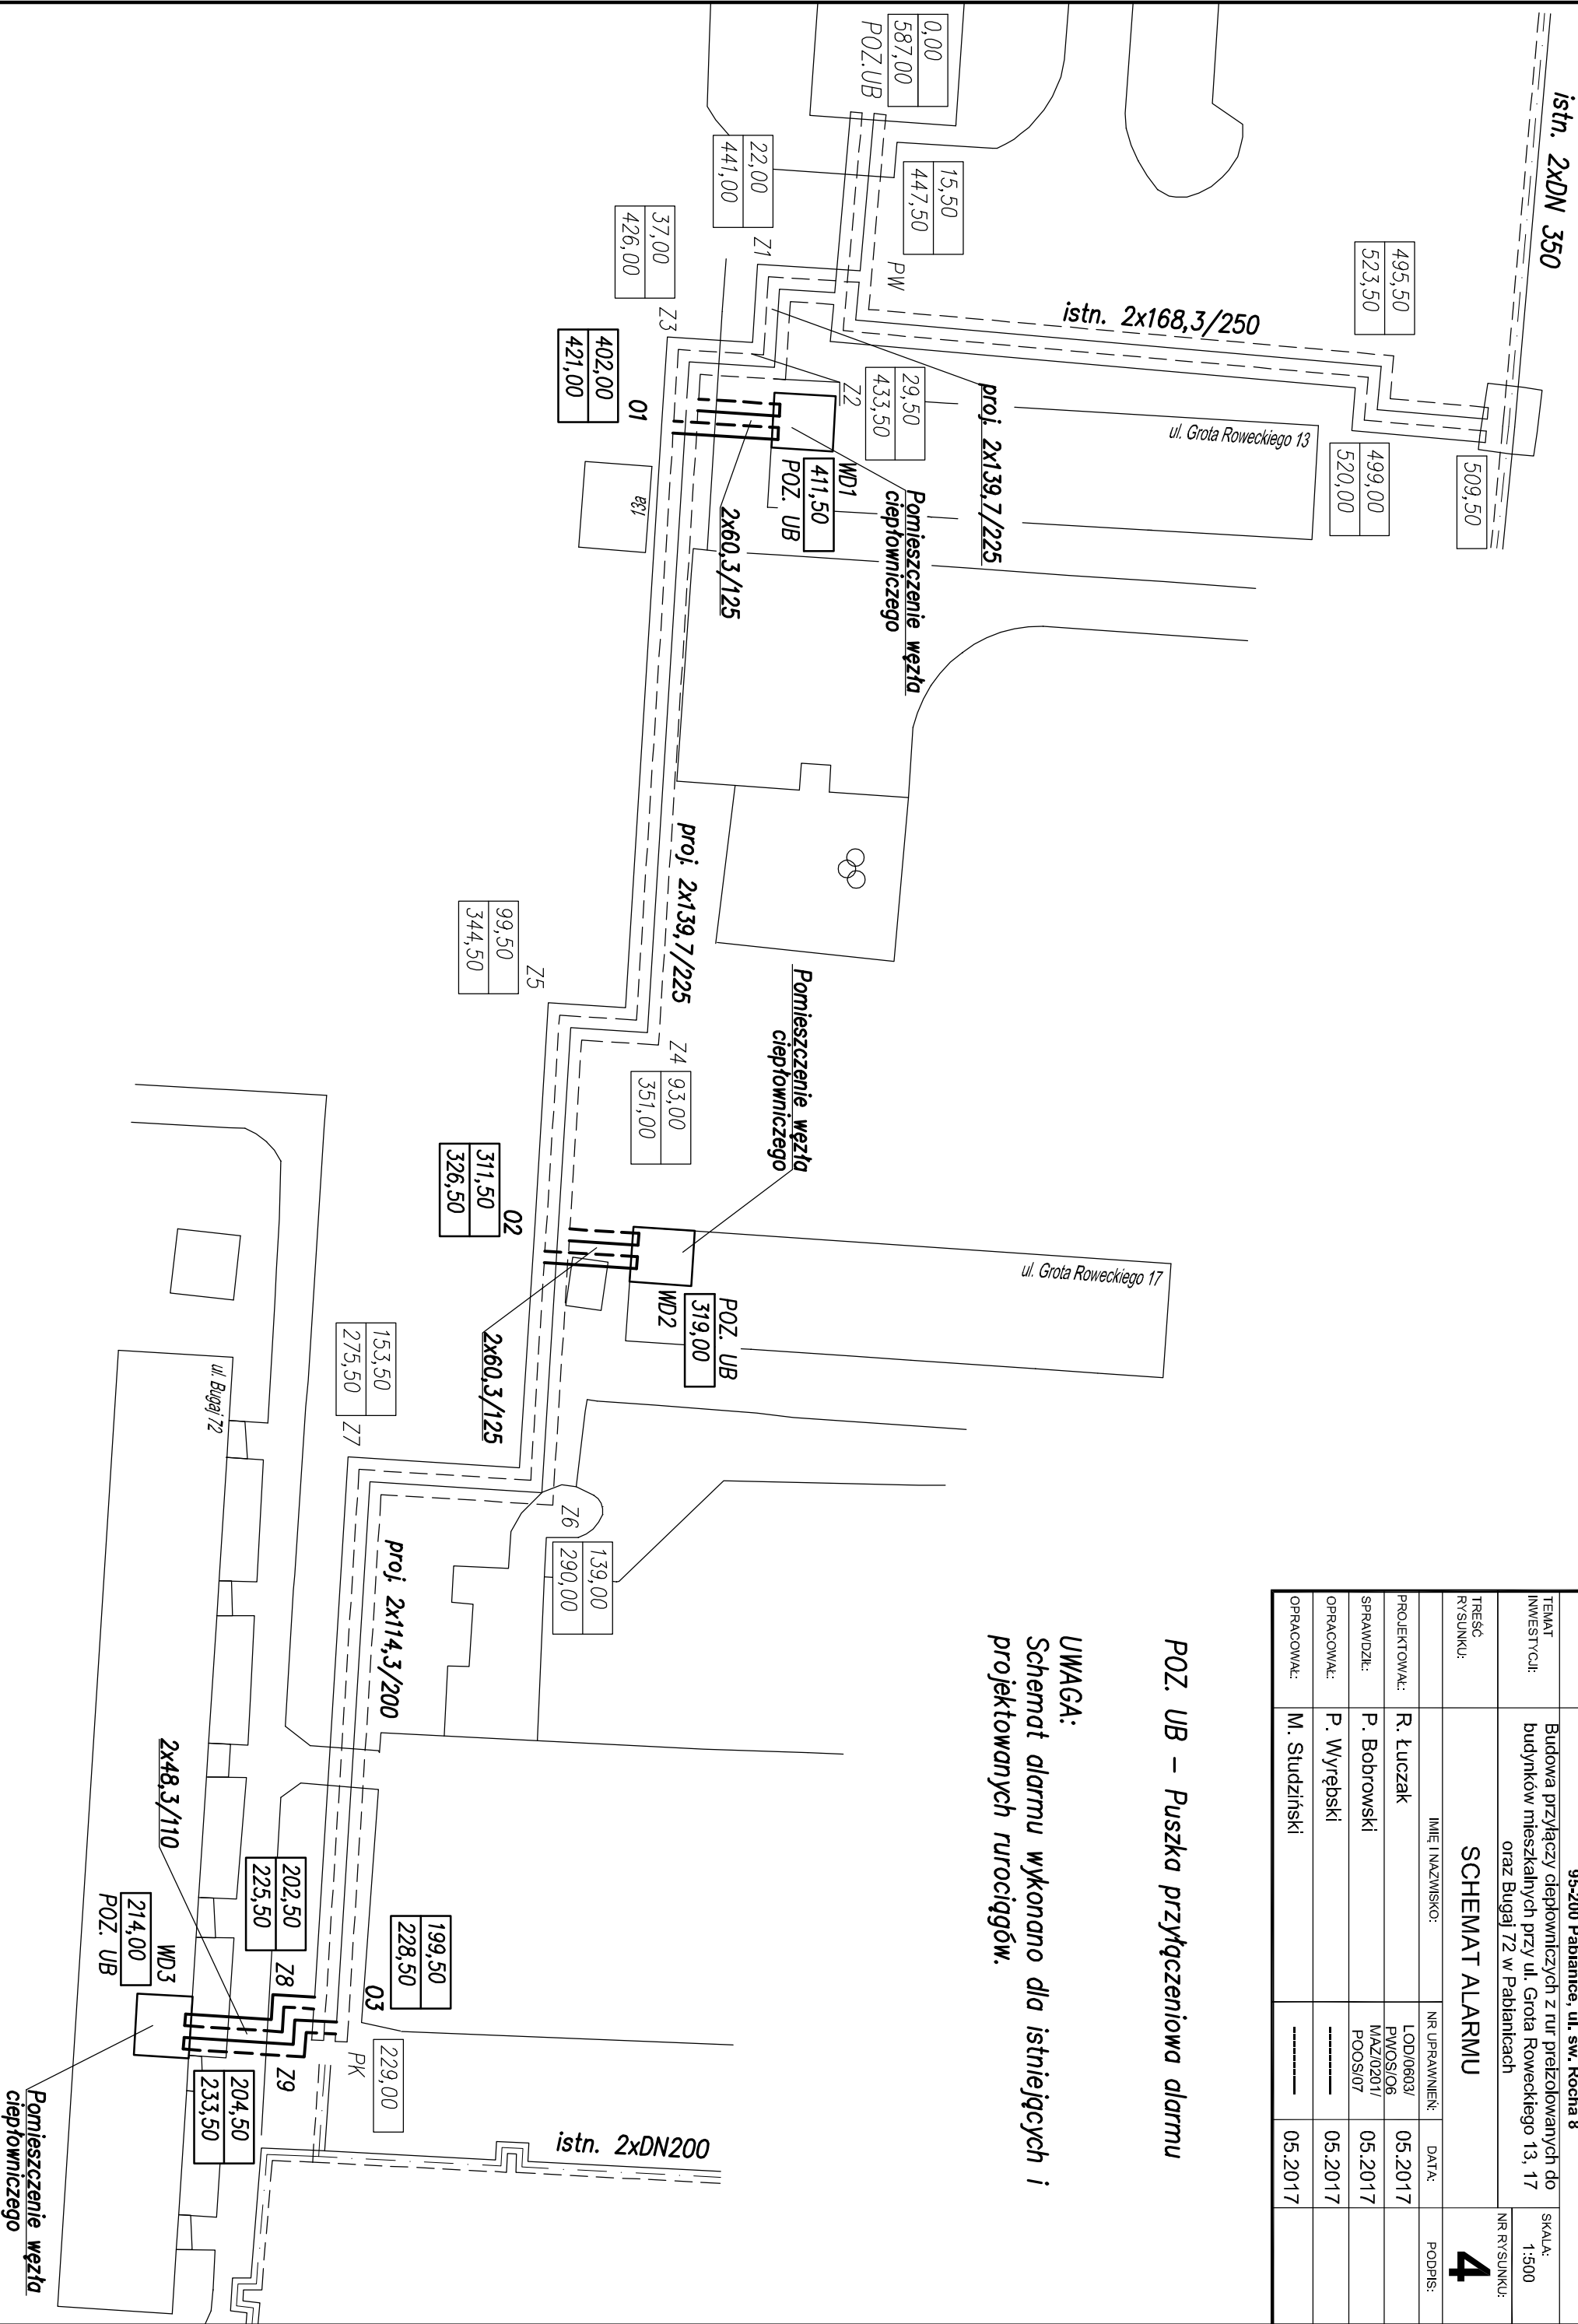 istn. 2xDN 350
0,00
587,00
POZ.UB
15,50
447,50
22,00
441,00
Z1
PW
37,00
426,00
Z3
402,00
421,00
O1
495,50
523,50
istn. 2x168,3/250
29,50
433,50
Z2
499,00
520,00
509,50
ul. Grota Roweckiego 13
proj. 2x139,7/225
WD1
411,50
POZ. UB
Pomieszczenie węzła
ciepłowniczego
2x60,3/125
13a
proj. 2x139,7/225
99,50
344,50
Z5
Z4
93,00
351,00
Pomieszczenie węzła
ciepłowniczego
311,50
326,50
O2
ul. Grota Roweckiego 17
POZ. UB
319,00
WD2
2x60,3/125
153,50
275,50
Z7
ul. Bugaj 72
Z6
139,00
290,00
proj. 2x114,3/200
2x48,3/110
202,50
225,50
Z8
199,50
228,50
O3
WD3
214,00
POZ. UB
204,50
233,50
Z9
PK
229,00
istn. 2xDN200
Pomieszczenie węzła
ciepłowniczego
POZ. UB – Puszka przyłączeniowa alarmu
UWAGA:
Schemat alarmu wykonano dla istniejących i
projektowanych rurociągów.
95-200 Pabianice, ul. św. Rocha 8
TEMAT
INWESTYCJI:
Budowa przyłączy ciepłowniczych z rur preizolowanych do
budynków mieszkalnych przy ul. Grota Roweckiego 13, 17
oraz Bugaj 72 w Pabianicach
SKALA:
1:500
TREŚĆ
RYSUNKU:
SCHEMAT ALARMU
NR RYSUNKU:
4
IMIĘ I NAZWISKO:
NR UPRAWNIEŃ:
DATA:
PODPIS:
PROJEKTOWAŁ:
R. Łuczak
LOD/0603/
PWOS/O6
05.2017
SPRAWDZIŁ:
P. Bobrowski
MAZ/0201/
POOS/07
05.2017
OPRACOWAŁ:
P. Wyrębski
---------
05.2017
OPRACOWAŁ:
M. Studziński
---------
05.2017